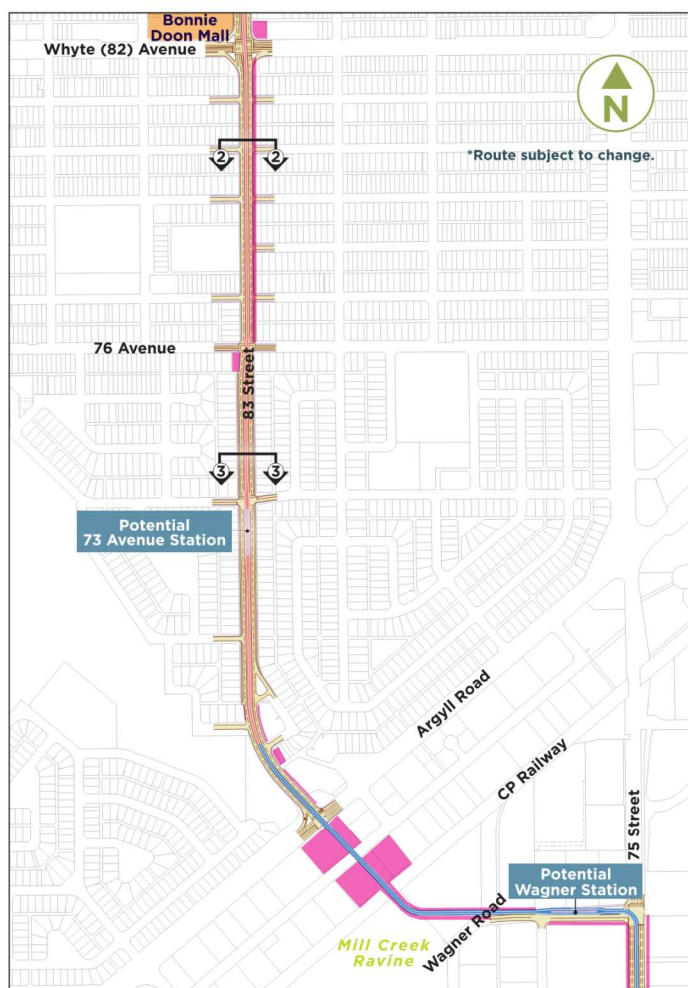 Bonnie
Doon Mall
Whyte (82) Avenue
N
*Route subject to change.
2 2
76 Avenue
83 Street
3 3
Potential
73 Avenue Station
Argyll Road
CP Railway
75 Street
Potential
Wagner Station
Wagner Road
Mill Creek
Ravine